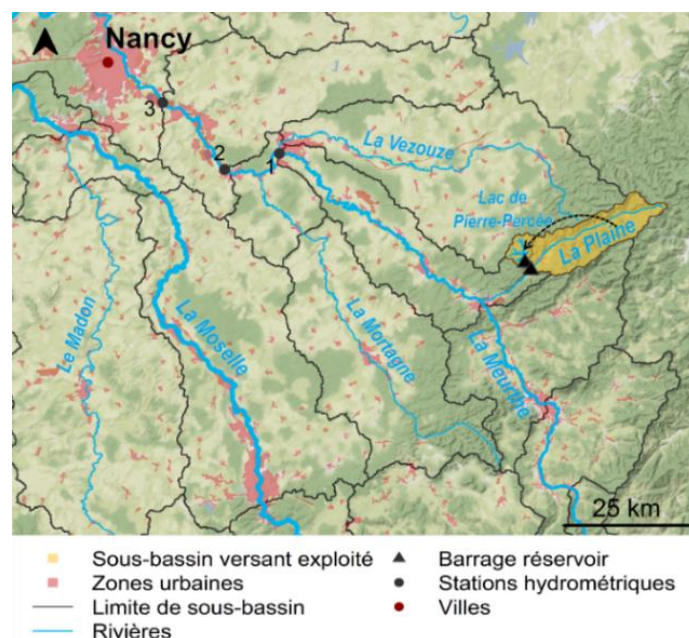 Nancy
3
2
1
La Vezouze
Lac de
Pierre-Percée
La Plaine
Le Madon
La Moselle
La Mortagne
La Meurthe
25 km
Sous-bassin versant exploité
Zones urbaines
Limite de sous-bassin
Rivières
Barrage réservoir
Stations hydrométriques
Villes